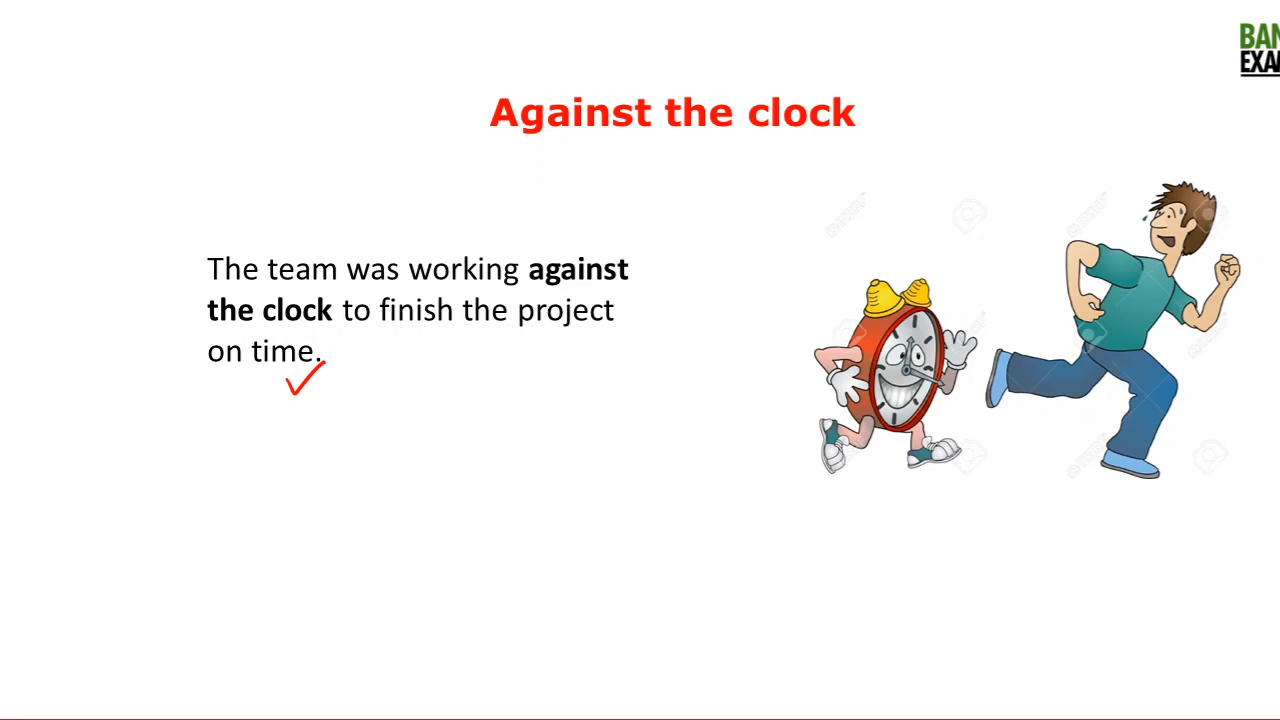 Against the clock
The team was working against
the clock to finish the project
on time.